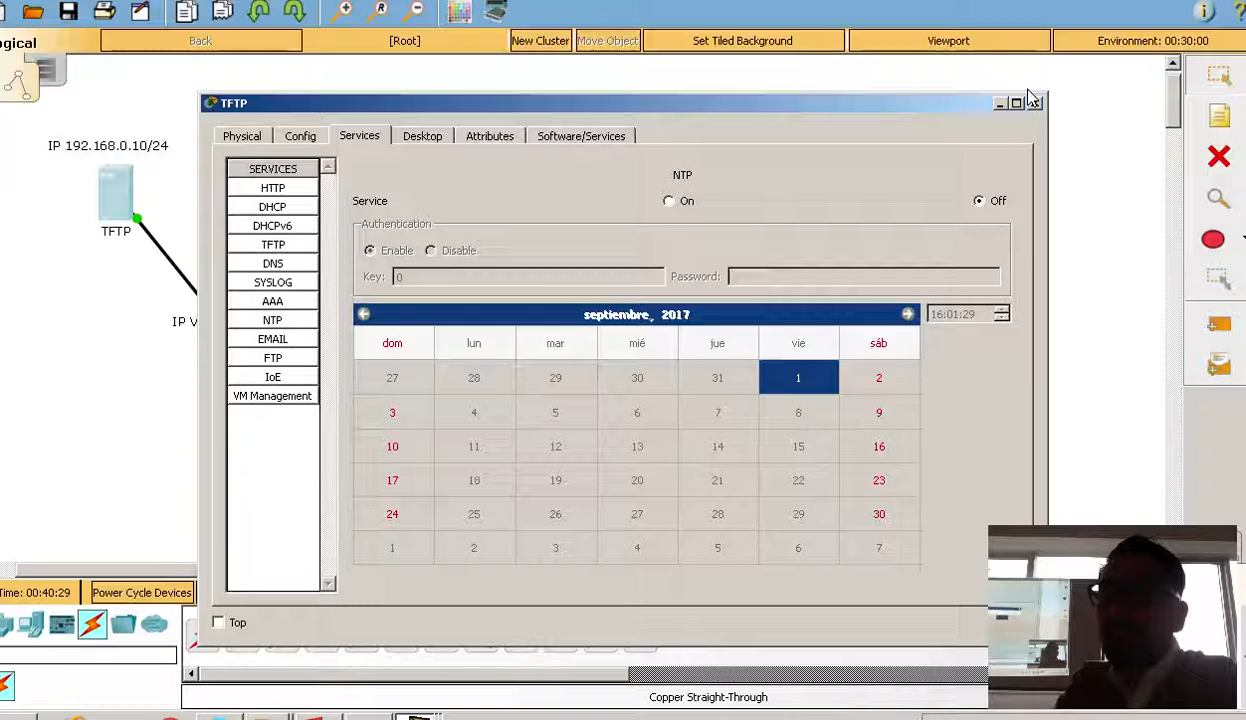 ogical
Back
[Root]
New Cluster
Move Object
Set Tiled Background
Viewport
Environment: 00:30:00
IP 192.168.0.10/24
TFTP
IP V
TFTP
Physical
Config
Services
Desktop
Attributes
Software/Services
SERVICES
HTTP
DHCP
DHCPv6
TFTP
DNS
SYSLOG
AAA
NTP
EMAIL
FTP
IoE
VM Management
NTP
Service
On
Off
Authentication
Enable
Disable
Key:
0
Password:
septiembre, 2017
16:01:29
dom lun mar mié jue vie sáb
27 28 29 30 31 1 2
3 4 5 6 7 8 9
10 11 12 13 14 15 16
17 18 19 20 21 22 23
24 25 26 27 28 29 30
1 2 3 4 5 6 7
Top
Time: 00:40:29
Power Cycle Devices
Copper Straight-Through